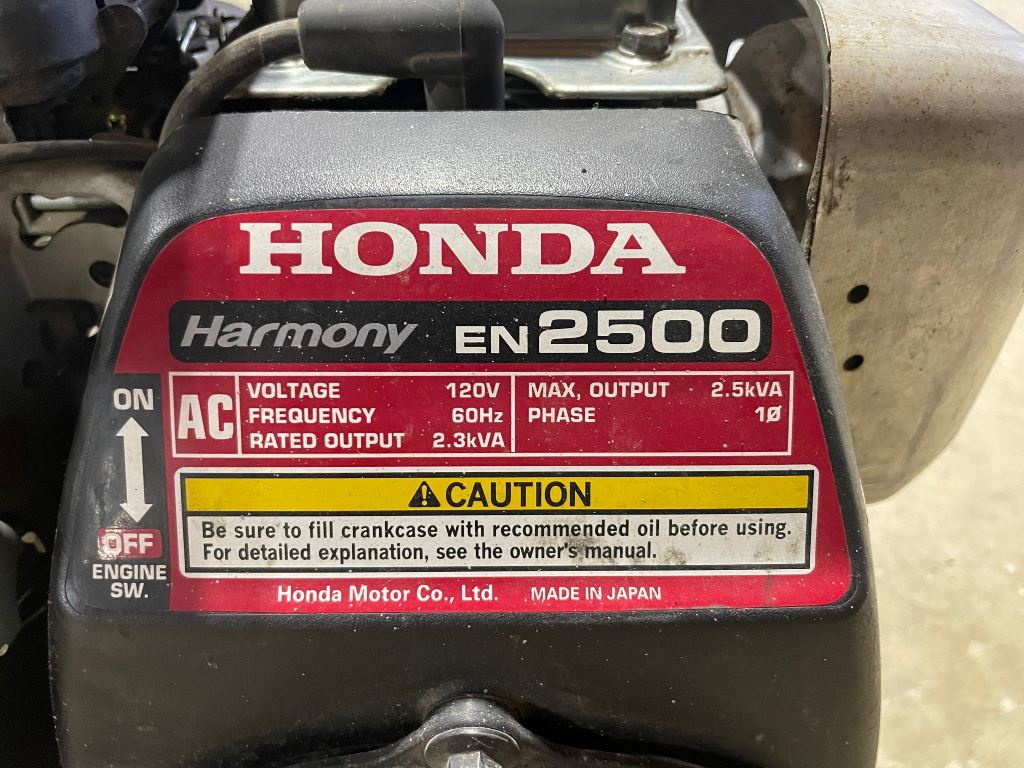 HONDA
Harmony EN2500
ON
OFF
ENGINE
SW.
AC
VOLTAGE 120V
FREQUENCY 60Hz
RATED OUTPUT 2.3kVA
MAX, OUTPUT 2.5kVA
PHASE 1Ø
CAUTION
Be sure to fill crankcase with recommended oil before using.
For detailed explanation, see the owner's manual.
Honda Motor Co., Ltd. MADE IN JAPAN